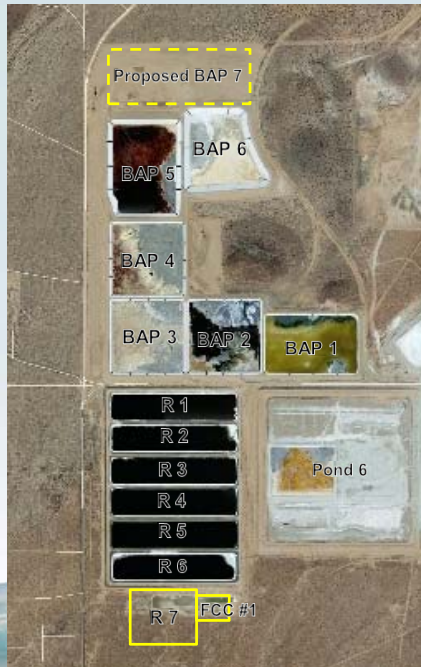 Proposed BAP 7
BAP 6
BAP 5
BAP 4
BAP 3
BAP 2
BAP 1
R 1
R 2
R 3
R 4
R 5
R 6
Pond 6
R 7
FCC #1